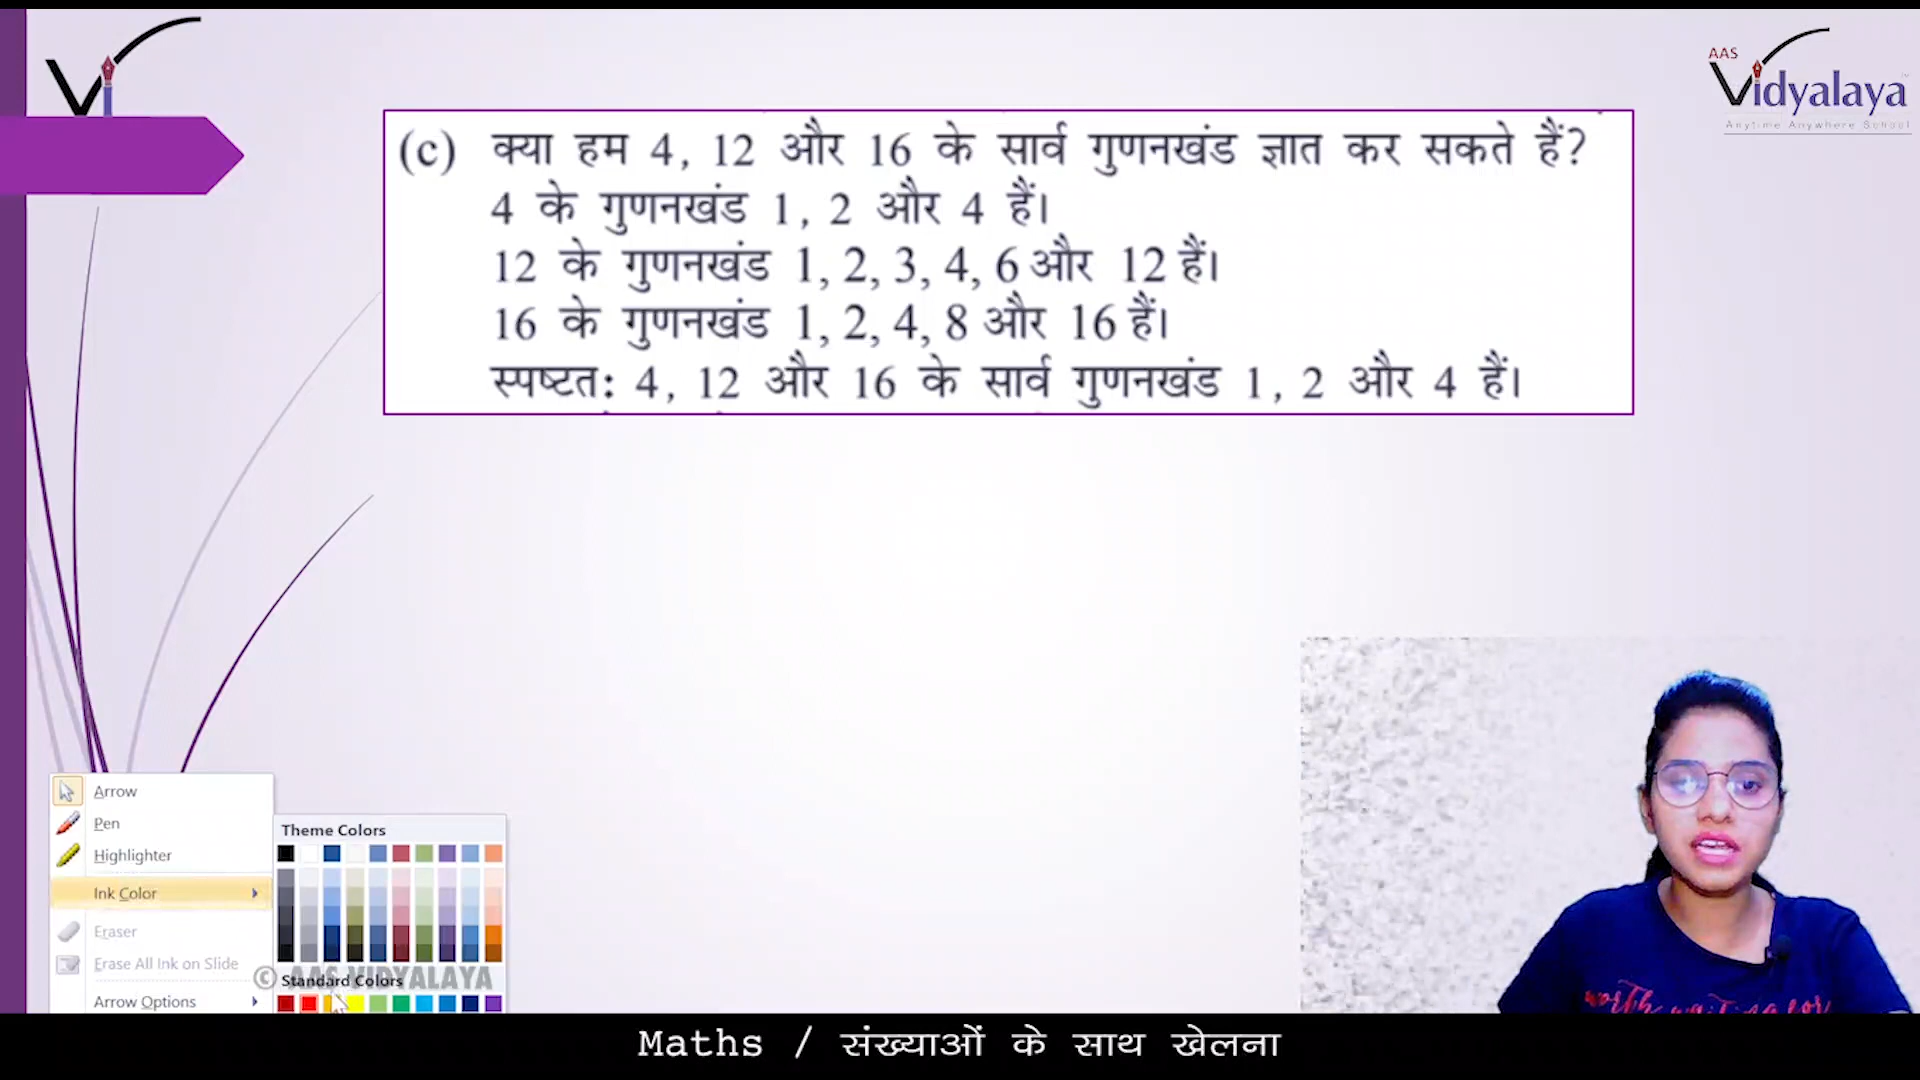 AAS
Vidyalaya
Anytime Anywhere School
(c) क्या हम 4, 12 और 16 के सार्व गुणनखंड ज्ञात कर सकते हैं?
4 के गुणनखंड 1, 2 और 4 हैं।
12 के गुणनखंड 1, 2, 3, 4, 6 और 12 हैं।
16 के गुणनखंड 1, 2, 4, 8 और 16 हैं।
स्पष्टत: 4, 12 और 16 के सार्व गुणनखंड 1, 2 और 4 हैं।
Arrow
Pen
Highlighter
Ink Color
Eraser
Erase All Ink on Slide
Arrow Options
Theme Colors
Standard Colors
© AAS VIDYALAYA
worth waiting for
Maths / संख्याओं के साथ खेलना